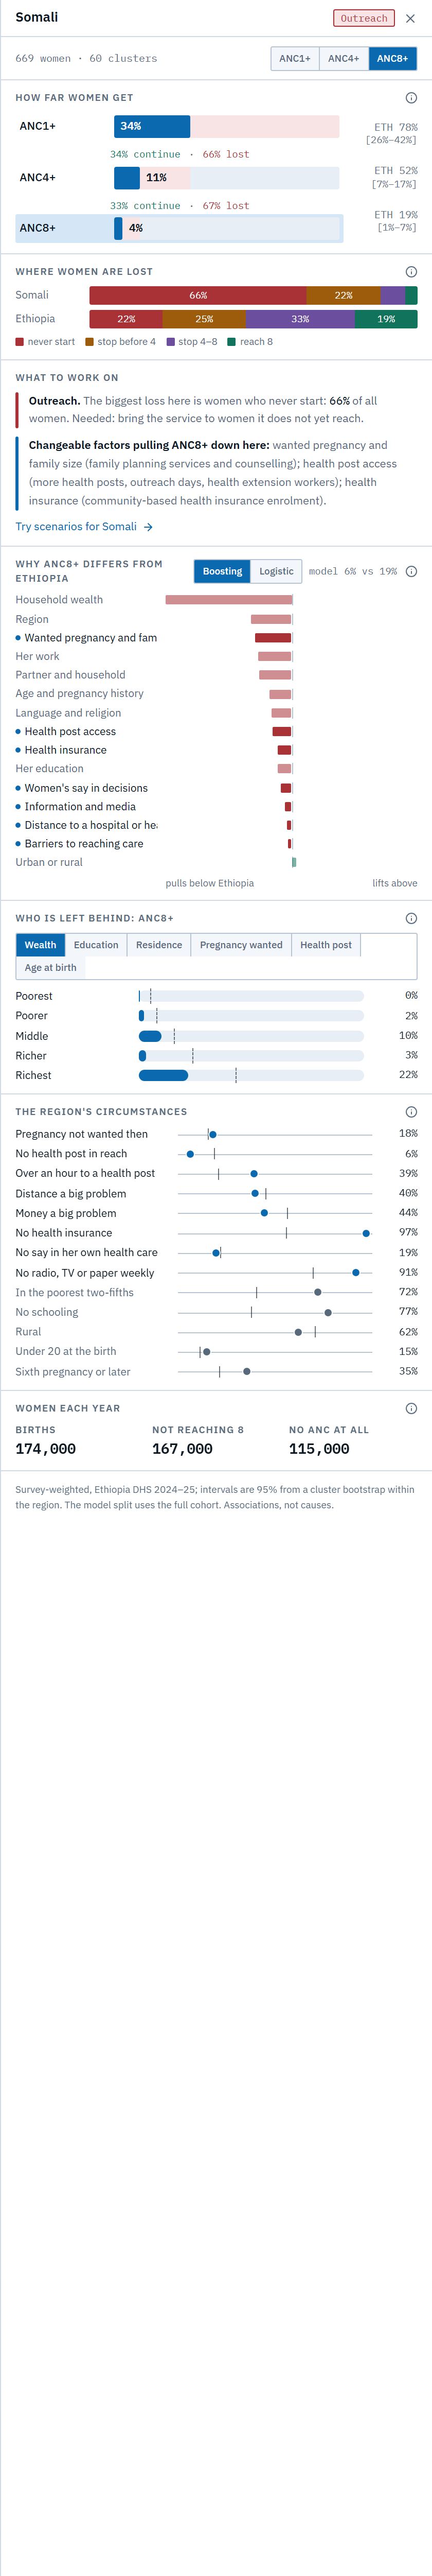 Somali
Outreach
669 women · 60 clusters
ANC1+ ANC4+ ANC8+
HOW FAR WOMEN GET
ANC1+ 34% ETH 78%
[26%–42%]
34% continue · 66% lost
ANC4+ 11% ETH 52%
[7%–17%]
33% continue · 67% lost
ANC8+ 4% ETH 19%
[1%–7%]
WHERE WOMEN ARE LOST
Somali 66% 22%
Ethiopia 22% 25% 33% 19%
never start stop before 4 stop 4–8 reach 8
WHAT TO WORK ON
Outreach. The biggest loss here is women who never start: 66% of all
women. Needed: bring the service to women it does not yet reach.
Changeable factors pulling ANC8+ down here: wanted pregnancy and
family size (family planning services and counselling); health post access
(more health posts, outreach days, health extension workers); health
insurance (community-based health insurance enrolment).
Try scenarios for Somali →
WHY ANC8+ DIFFERS FROM
ETHIOPIA
Boosting Logistic model 6% vs 19%
Household wealth
Region
Wanted pregnancy and fam
Her work
Partner and household
Age and pregnancy history
Language and religion
Health post access
Health insurance
Her education
Women's say in decisions
Information and media
Distance to a hospital or hea
Barriers to reaching care
Urban or rural
pulls below Ethiopia lifts above
WHO IS LEFT BEHIND: ANC8+
Wealth Education Residence Pregnancy wanted Health post
Age at birth
Poorest 0%
Poorer 2%
Middle 10%
Richer 3%
Richest 22%
THE REGION'S CIRCUMSTANCES
Pregnancy not wanted then 18%
No health post in reach 6%
Over an hour to a health post 39%
Distance a big problem 40%
Money a big problem 44%
No health insurance 97%
No say in her own health care 19%
No radio, TV or paper weekly 91%
In the poorest two-fifths 72%
No schooling 77%
Rural 62%
Under 20 at the birth 15%
Sixth pregnancy or later 35%
WOMEN EACH YEAR
BIRTHS NOT REACHING 8 NO ANC AT ALL
174,000 167,000 115,000
Survey-weighted, Ethiopia DHS 2024–25; intervals are 95% from a cluster bootstrap within
the region. The model split uses the full cohort. Associations, not causes.